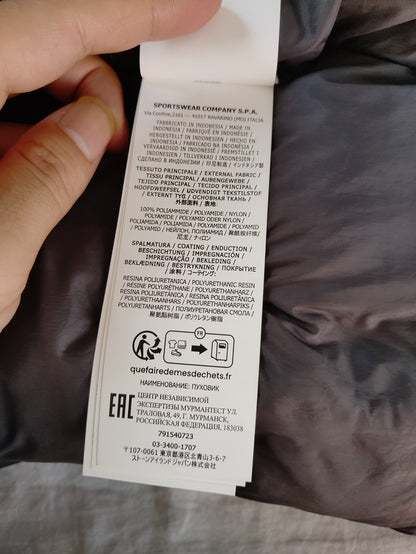 SPORTSWEAR COMPANY S.P.A.
Via Confine,2161 — 41017 RAVARINO (MO) ITALIA
FABBRICATO IN INDONESIA / MADE IN
INDONESIA / FABRIQUÉ EN INDONÉSIE /
HERGESTELLT IN INDONESIEN / HECHO EN
INDONESIA / FABRICADO NA INDONÉSIA /
VERVAARDIGD IN INDONESIË / FREMSTILLET I
INDONESIEN / TILLVERKAD I INDONESIEN /
СДЕЛАНО В ИНДОНЕЗИИ / 印尼制造 / インドネシア製
TESSUTO PRINCIPALE / EXTERNAL FABRIC /
TISSU PRINCIPAL / AUßENGEWEBE /
TEJIDO PRINCIPAL / TECIDO PRINCIPAL /
HOOFDWEEFSEL / UDVENDIGT TEKSTILSTOF
/ EXTERNT TYG / ОСНОВНАЯ ТКАНЬ /
外部面料 / 表地:
100% POLIAMMIDE / POLYAMIDE / NYLON /
POLYAMIDE / POLYAMID ODER NYLON /
POLIAMIDA / POLIAMIDA / POLYAMIDE / POLYAMID
/ POLYAMID / НЕЙЛОН, ПОЛИАМИД / 聚酰胺纤维/
尼龙 / ナイロン
SPALMATURA / COATING / ENDUCTION /
BESCHICHTUNG / IMPREGNACIÓN /
IMPREGNAÇÃO / BEKLEDING /
BEKLÆDNING / BESTRYKNING / ПОКРЫТИЕ
/ 涂料 / コーテイング:
RESINA POLIURETANICA / POLYURETHANIC RESIN
/ RÉSINE POLYURÉTHANE / POLYURETHANHARZ /
RESINA POLIURETÁNICA / RESINA POLIURETÂNICA
/ POLYURETHAANHARS / POLYURETHANHARPIKS /
POLYURETANHARTS / ПОЛИУРЕТАНОВАЯ СМОЛА /
聚氨酯树脂 / ポリウレタン樹脂
FR
quefairedemesdechets.fr
НАИМЕНОВАНИЕ: ПУХОВИК
EAC
ЦЕНТР НЕЗАВИСИМОЙ
ЭКСПЕРТИЗЫ МУРМАНТЕСТ УЛ.
ТРАЛОВАЯ, 49, Г. МУРМАНСК,
РОССИЙСКАЯ ФЕДЕРАЦИЯ, 183038
791540723
03-3400-1707
〒107-0061 東京都港区北青山3-6-7
ストーンアイランドジャパン株式会社